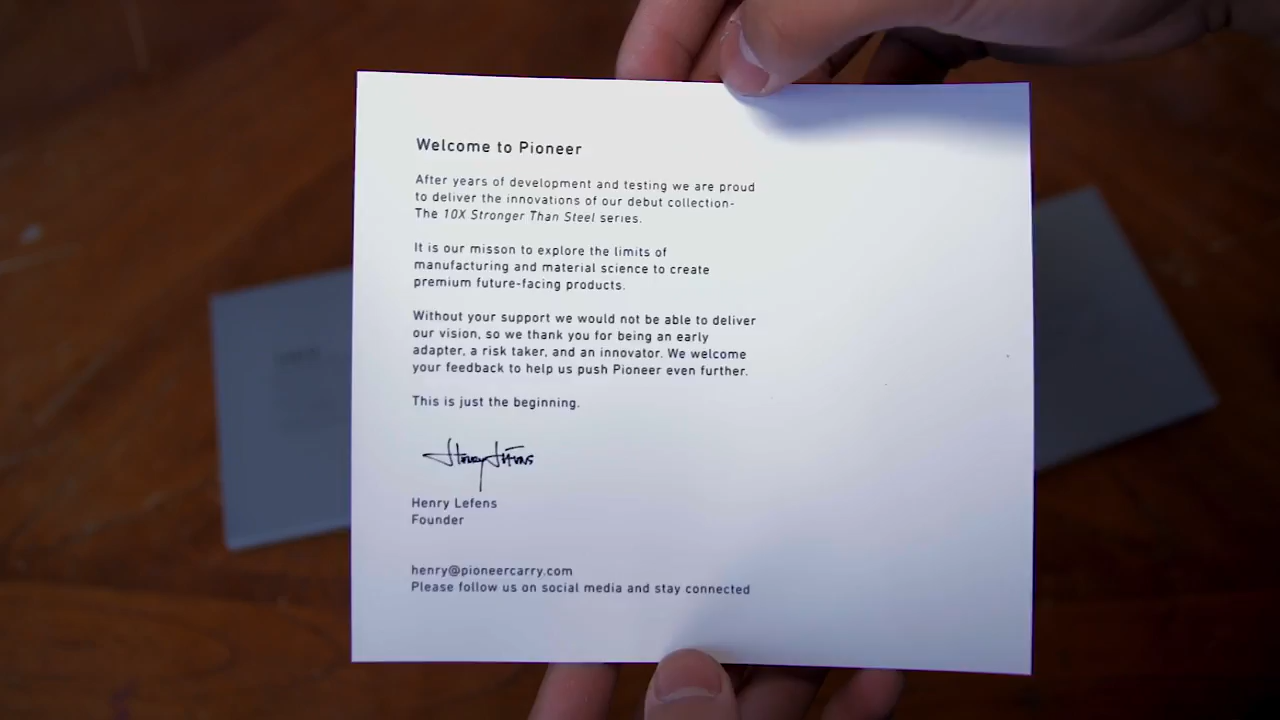 Welcome to Pioneer
After years of development and testing we are proud
to deliver the innovations of our debut collection-
The 10X Stronger Than Steel series.
It is our misson to explore the limits of
manufacturing and material science to create
premium future-facing products.
Without your support we would not be able to deliver
our vision, so we thank you for being an early
adapter, a risk taker, and an innovator. We welcome
your feedback to help us push Pioneer even further.
This is just the beginning.
Henry Lefens
Henry Lefens
Founder
henry@pioneercarry.com
Please follow us on social media and stay connected